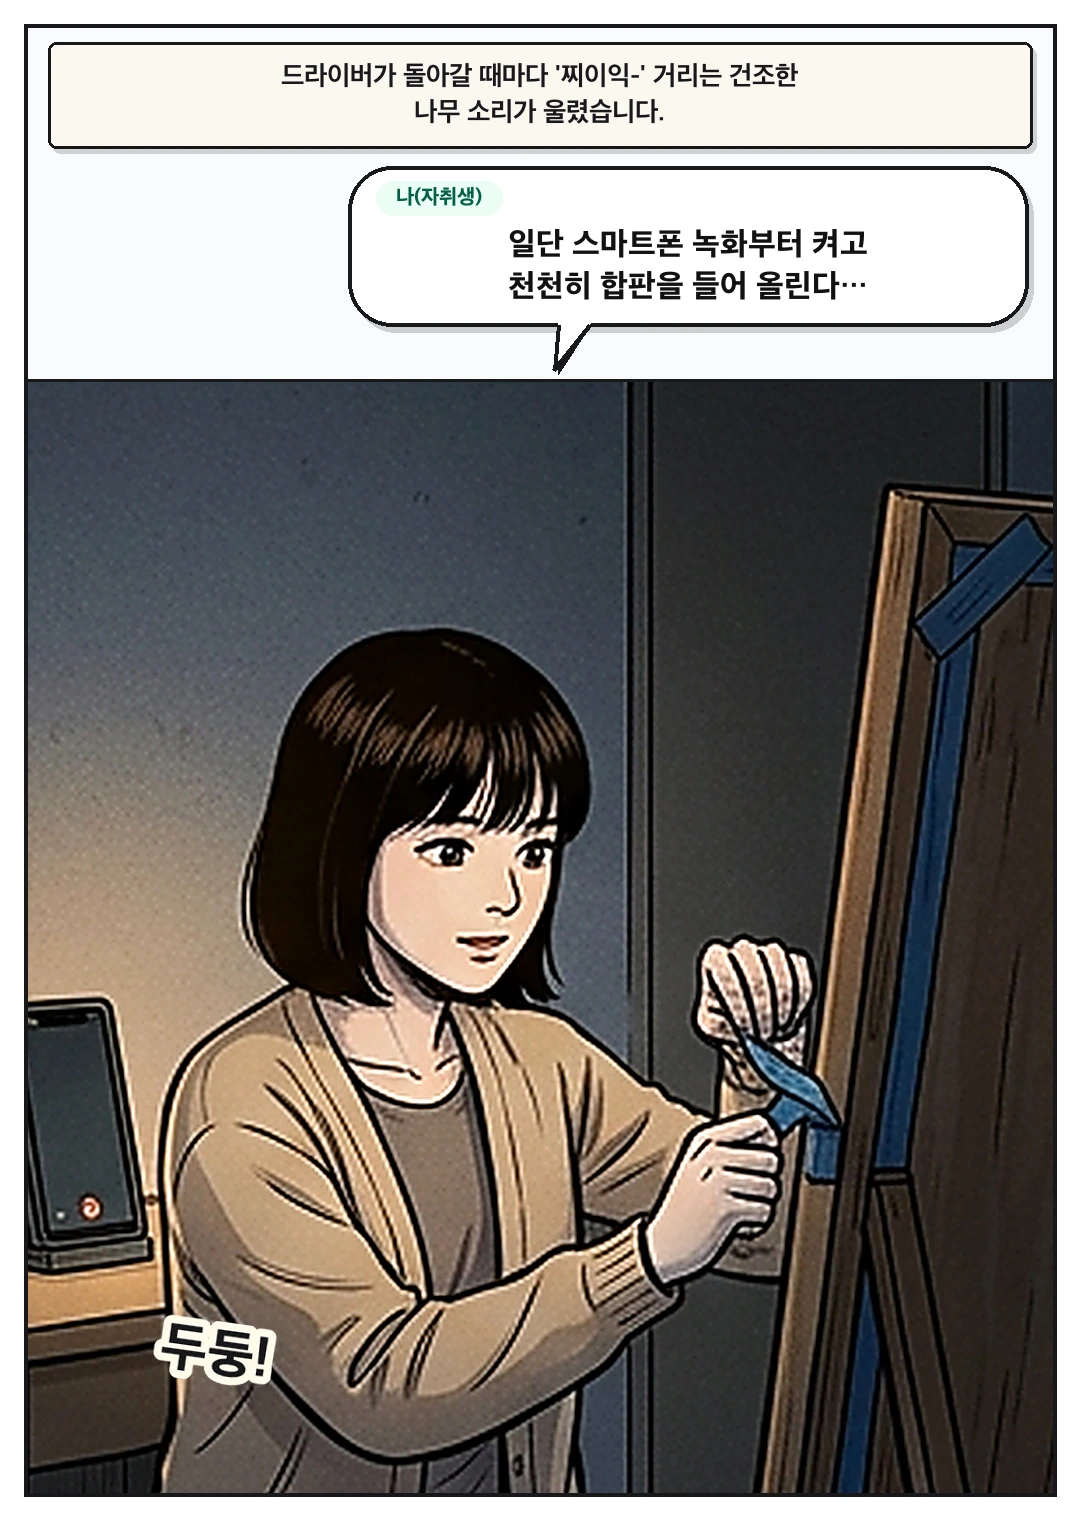 드라이버가 돌아갈 때마다 '찌이익-' 거리는 건조한
나무 소리가 울렸습니다.
나(자취생)
일단 스마트폰 녹화부터 켜고
천천히 합판을 들어 올린다…
두둥!